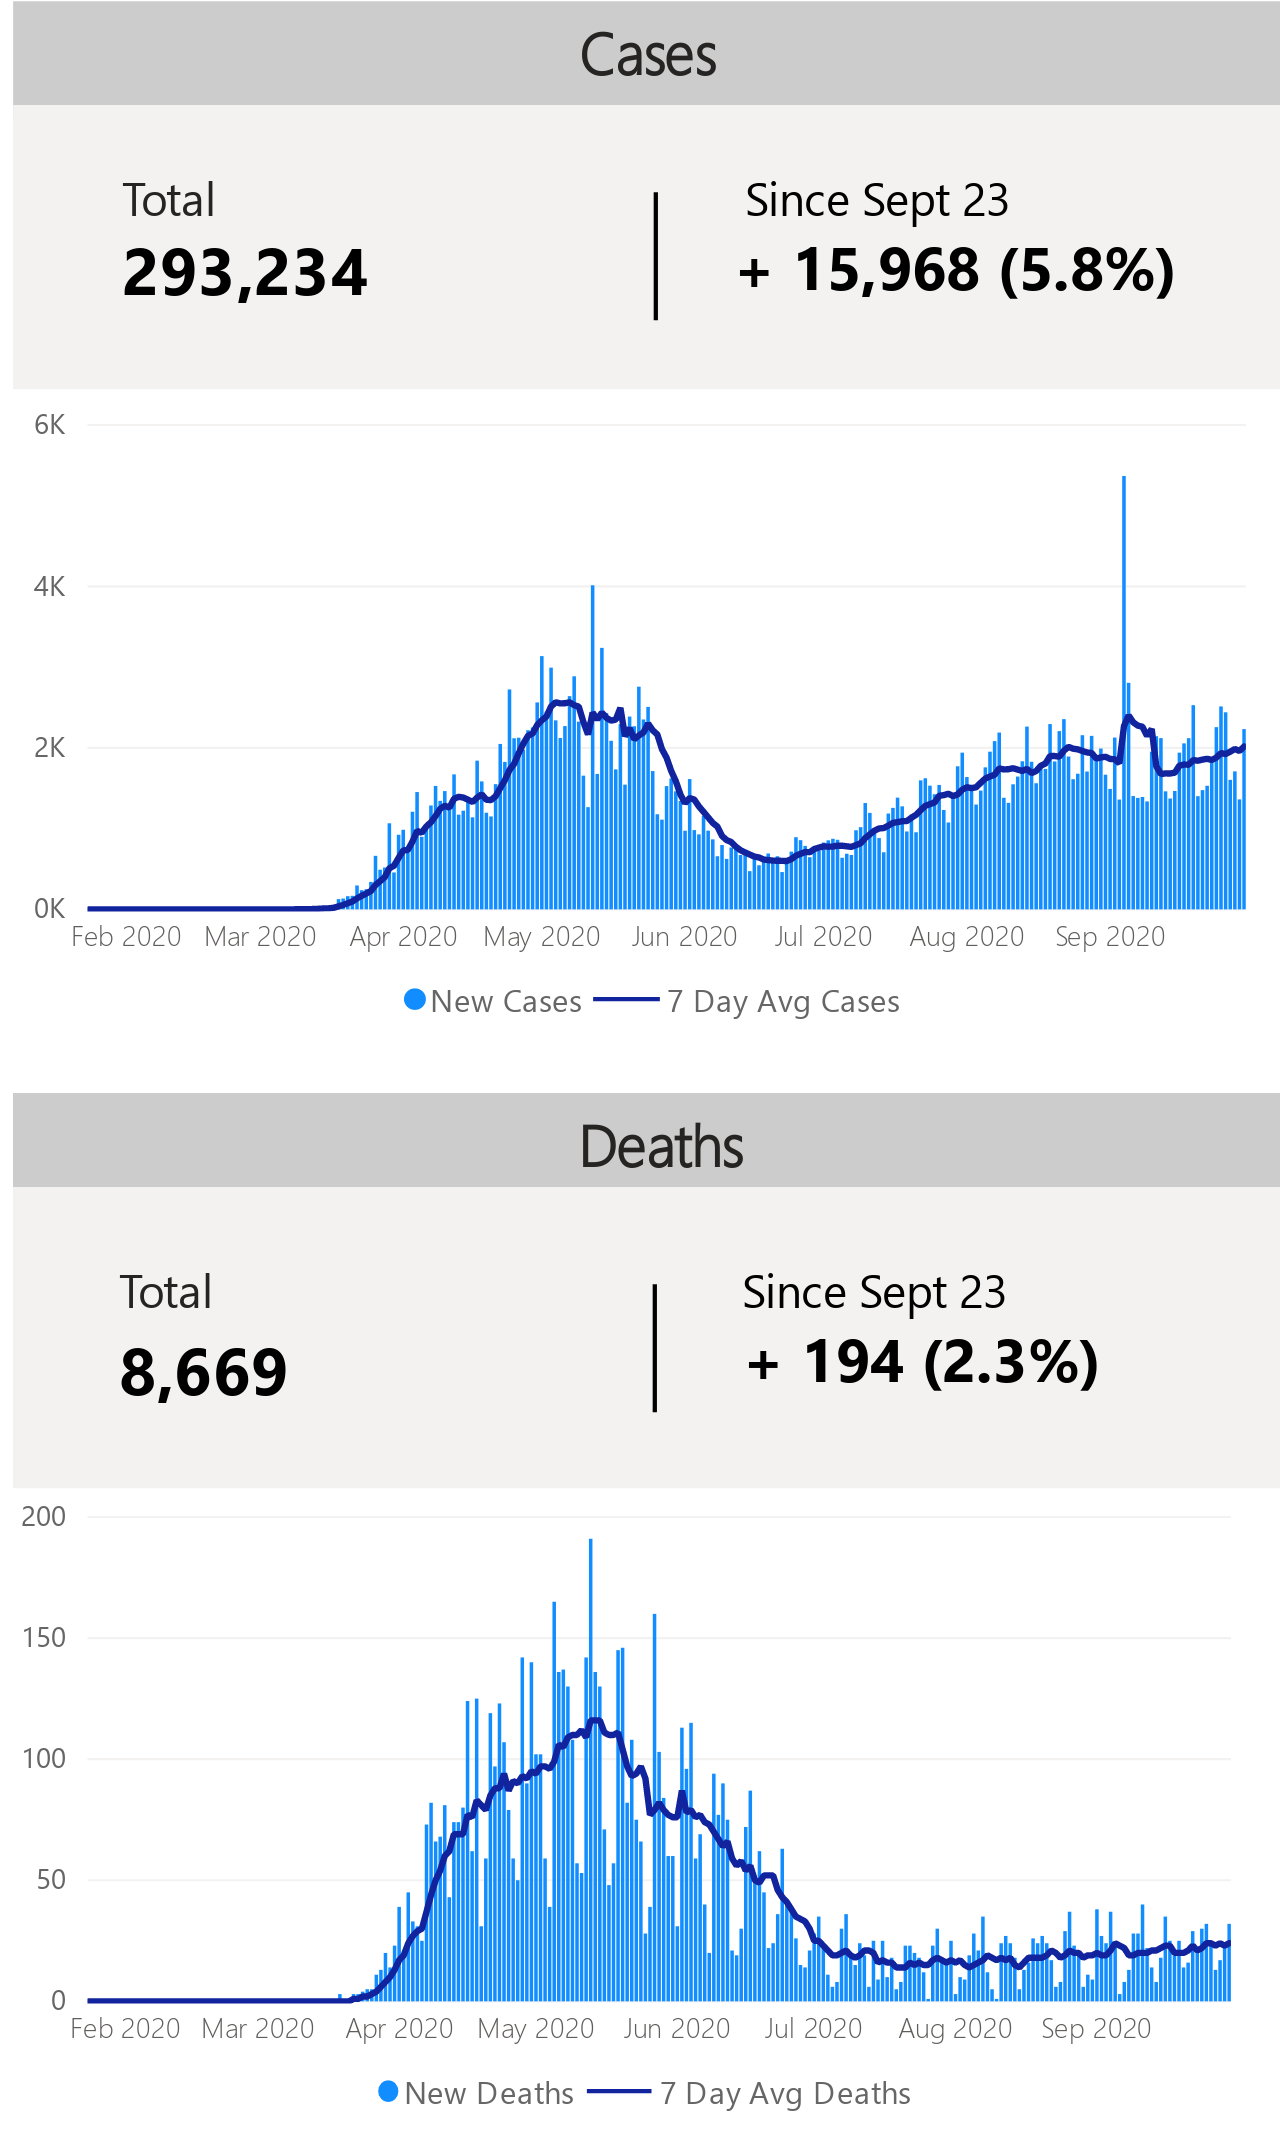 Cases
Total
Since Sept 23
293,234
+ 15,968 (5.8%)
6K
4K
2K
0K
Feb 2020 Mar 2020 Apr 2020 May 2020 Jun 2020 Jul 2020 Aug 2020 Sep 2020
New Cases 7 Day Avg Cases
Deaths
Total
Since Sept 23
8,669
+ 194 (2.3%)
200
150
100
50
0
Feb 2020 Mar 2020 Apr 2020 May 2020 Jun 2020 Jul 2020 Aug 2020 Sep 2020
New Deaths 7 Day Avg Deaths